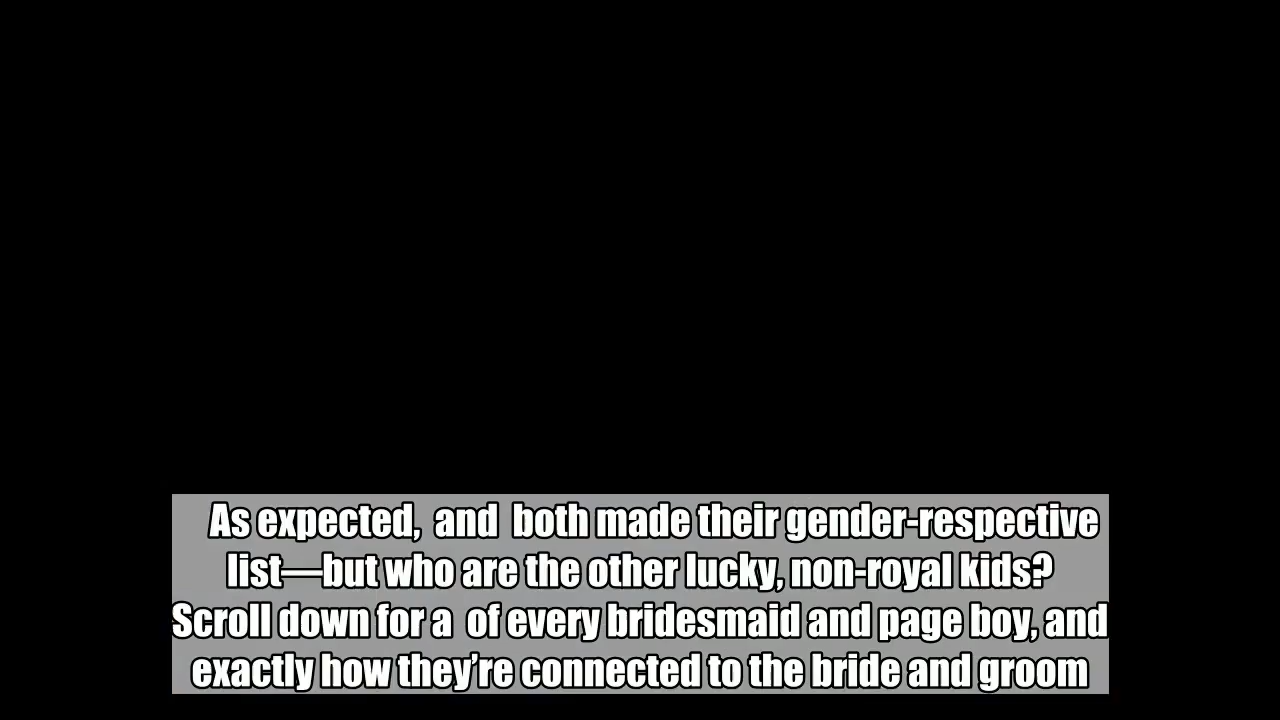 As expected, and both made their gender-respective
list—but who are the other lucky, non-royal kids?
Scroll down for a of every bridesmaid and page boy, and
exactly how they’re connected to the bride and groom